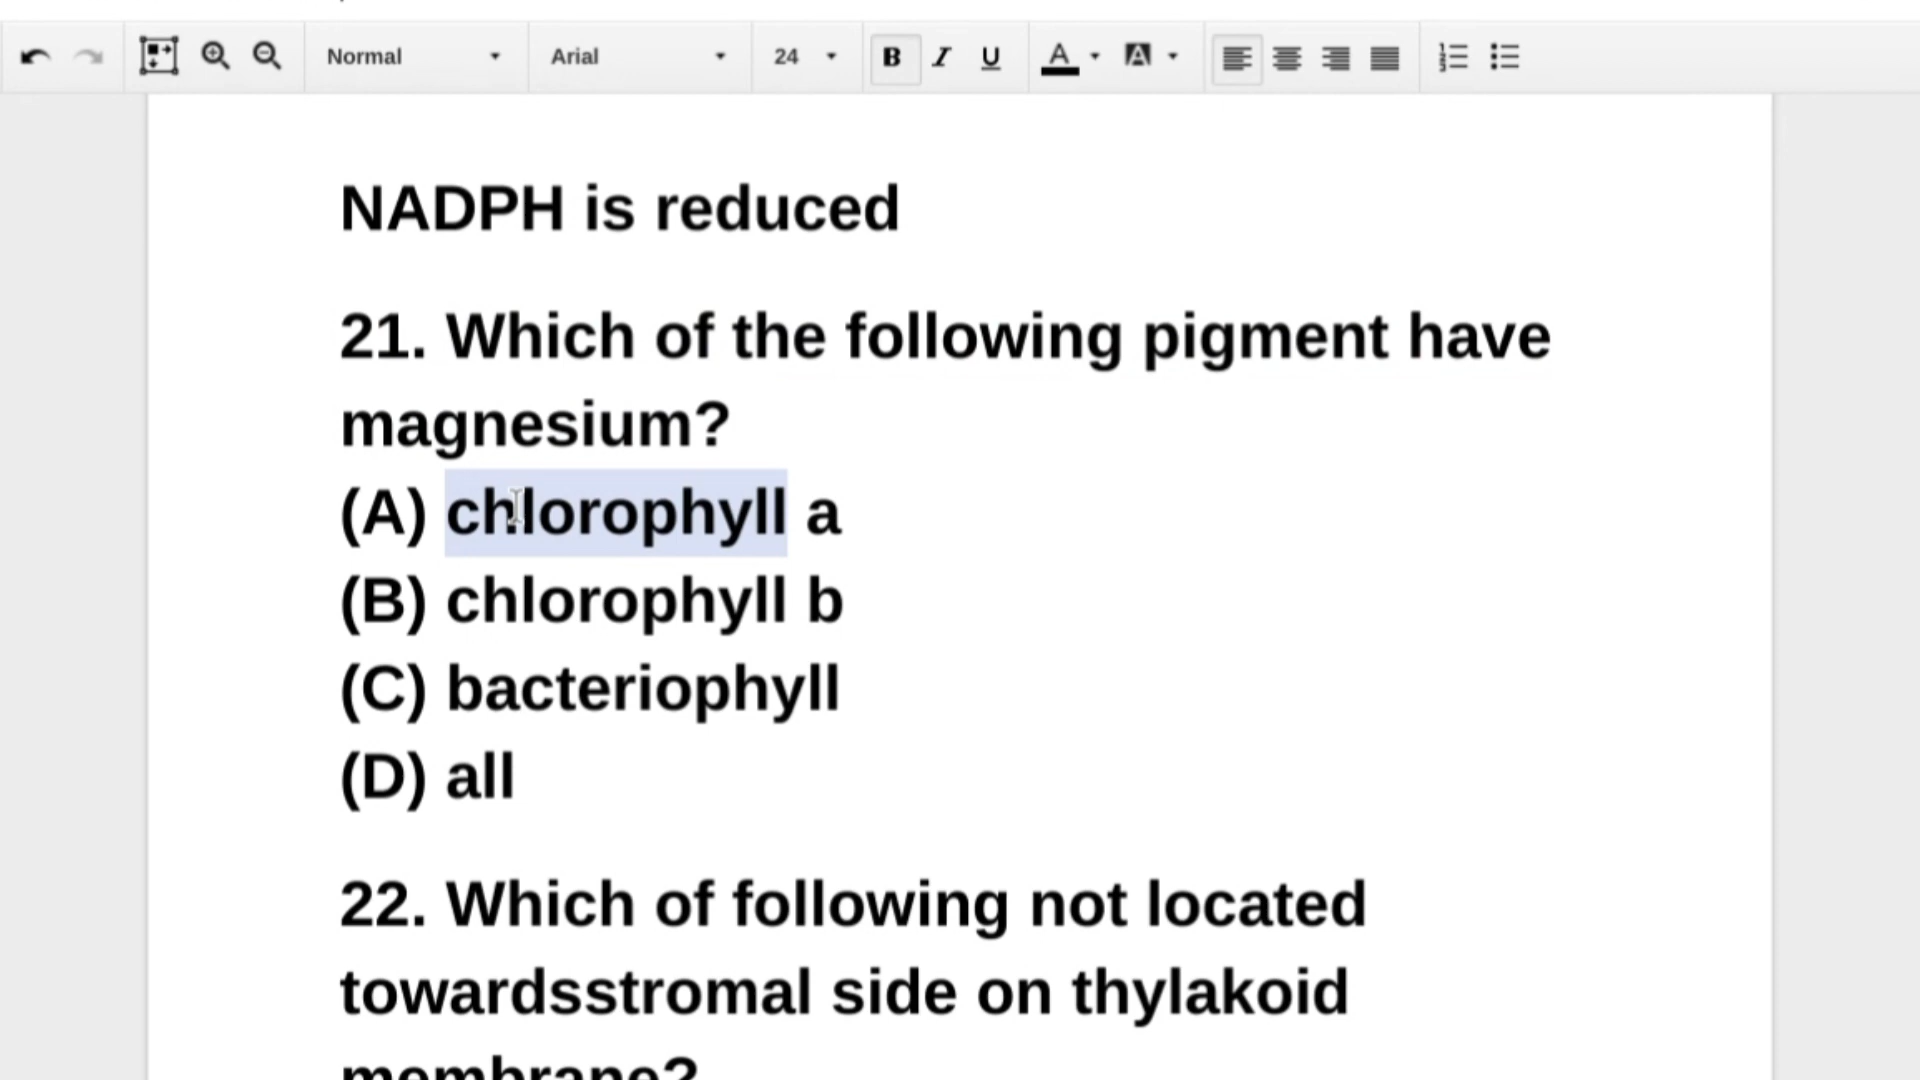 Normal Arial 24 B I U A A
NADPH is reduced
21. Which of the following pigment have
magnesium?
(A) chlorophyll a
(B) chlorophyll b
(C) bacteriophyll
(D) all
22. Which of following not located
towardsstromal side on thylakoid
membrane?